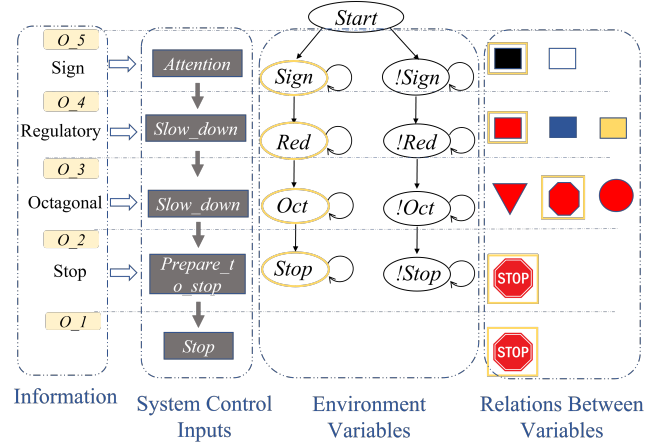 Start
O_5
Sign
Attention
Sign
!Sign
O_4
Regulatory
Slow_down
Red
!Red
O_3
Octagonal
Slow_down
Oct
!Oct
O_2
Stop
Prepare_t
o_stop
Stop
!Stop
STOP
O_1
Stop
STOP
Information
System Control
Inputs
Environment
Variables
Relations Between
Variables